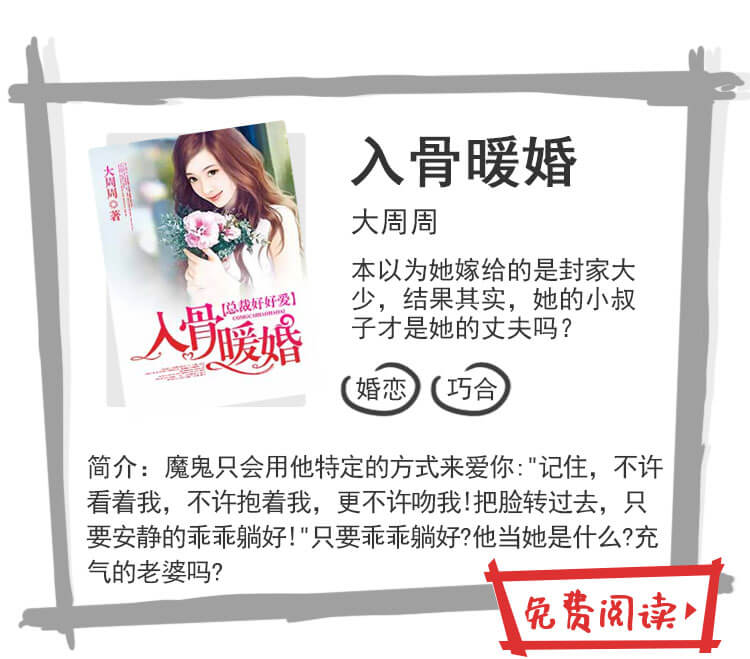 入骨暖婚
大周周
本以为她嫁给的是封家大
少，结果其实，她的小叔
子才是她的丈夫吗？
婚恋 巧合
大周周◎著
【总裁好好爱】
入骨暖婚
简介：魔鬼只会用他特定的方式来爱你:"记住，不许
看着我，不许抱着我，更不许吻我!把脸转过去，只
要安静的乖乖躺好!"只要乖乖躺好?他当她是什么?充
气的老婆吗?
免费阅读